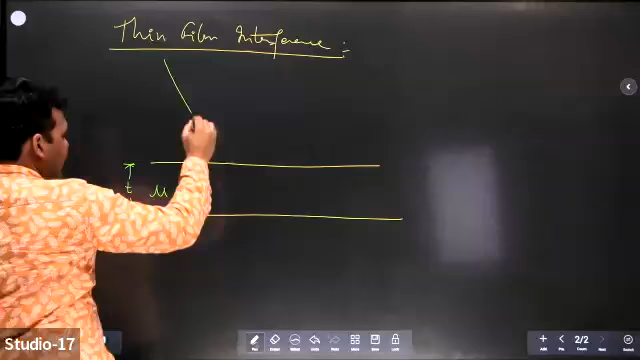 Thin Film Interference :
t
μ
Studio-17
2/2